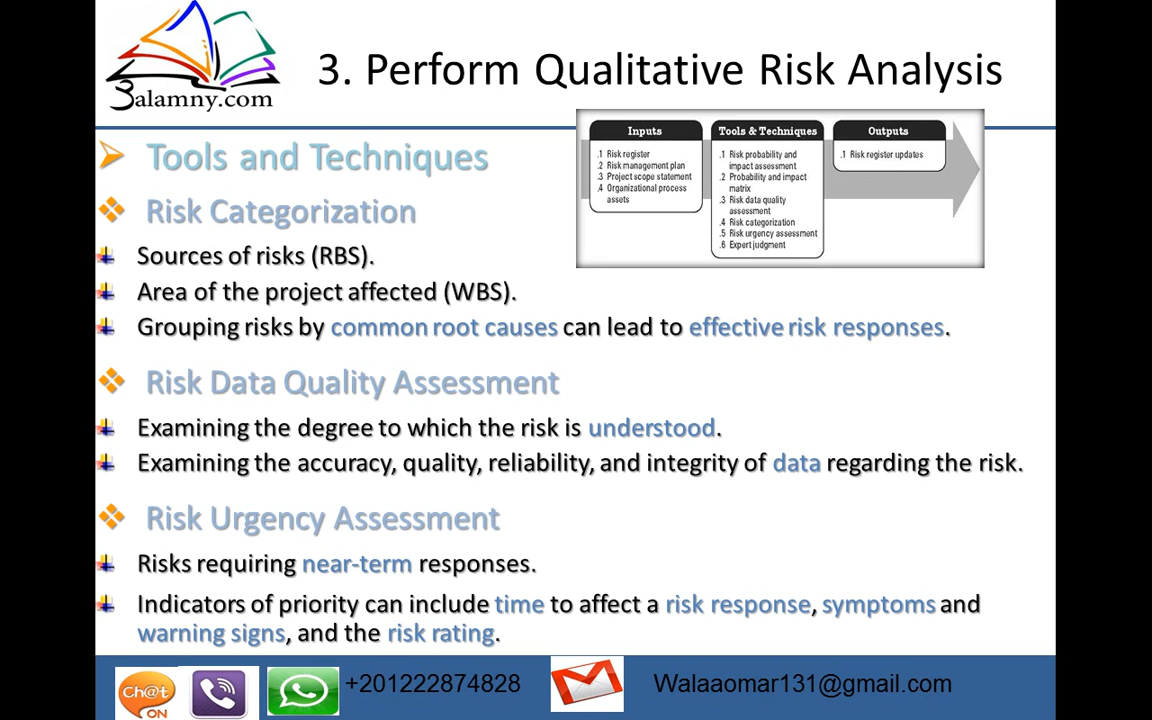 3alamny.com
3. Perform Qualitative Risk Analysis
Inputs
.1 Risk register
.2 Risk management plan
.3 Project scope statement
.4 Organizational process
assets
Tools & Techniques
.1 Risk probability and
impact assessment
.2 Probability and impact
matrix
.3 Risk data quality
assessment
.4 Risk categorization
.5 Risk urgency assessment
.6 Expert judgment
Outputs
.1 Risk register updates
Tools and Techniques
Risk Categorization
Sources of risks (RBS).
Area of the project affected (WBS).
Grouping risks by common root causes can lead to effective risk responses.
Risk Data Quality Assessment
Examining the degree to which the risk is understood.
Examining the accuracy, quality, reliability, and integrity of data regarding the risk.
Risk Urgency Assessment
Risks requiring near-term responses.
Indicators of priority can include time to affect a risk response, symptoms and
warning signs, and the risk rating.
Ch@t
ON
+201222874828
Walaaomar131@gmail.com